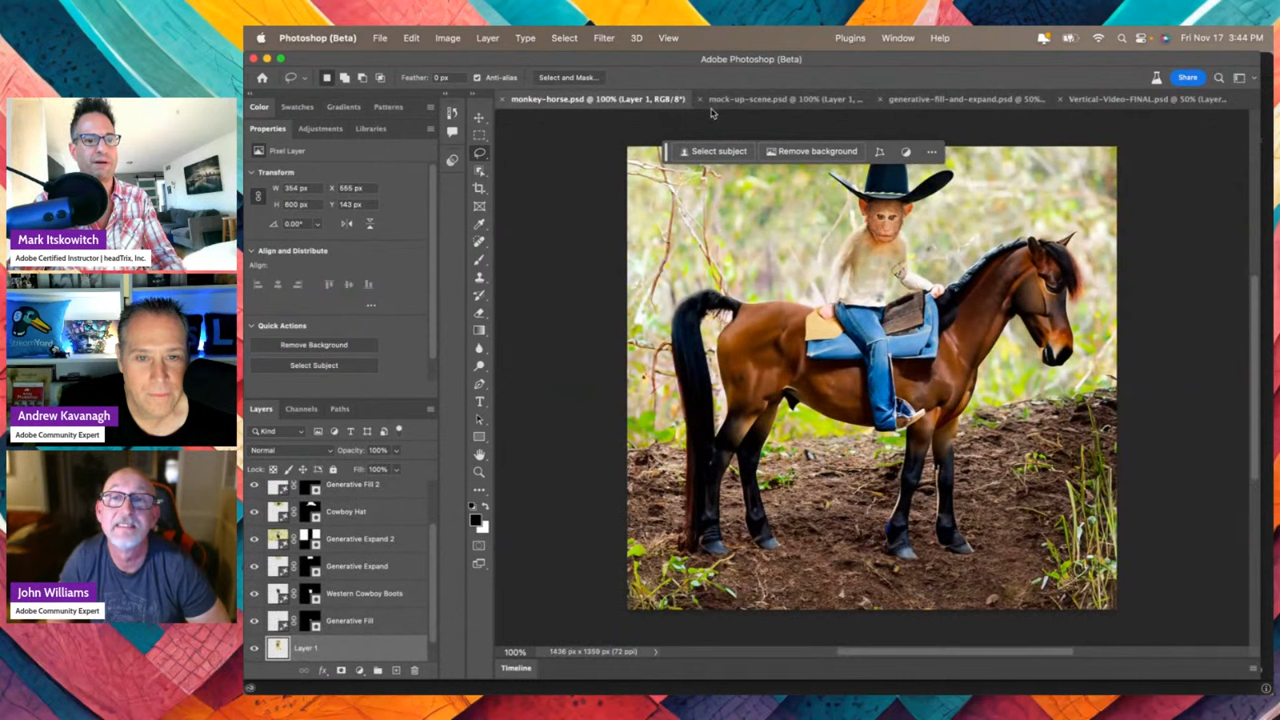 Photoshop (Beta) File Edit Image Layer Type Select Filter 3D View Plugins Window Help Fri Nov 17 3:44 PM
Adobe Photoshop (Beta)
Feather: 0 px Anti-alias Select and Mask... Share
Color Swatches Gradients Patterns
monkey-horse.psd @ 100% (Layer 1, RGB/8*) × mock-up-scene.psd @ 100% (Layer 1, ... × generative-fill-and-expand.psd @ 50%... × Vertical-Video-FINAL.psd @ 50% (Layer...
Properties Adjustments Libraries
Pixel Layer
Select subject Remove background
Transform
W 354 px X 555 px
H 600 px Y 143 px
0.00°
Align and Distribute
Align:
Quick Actions
Remove Background
Select Subject
Layers Channels Paths
Kind
Normal Opacity: 100%
Lock: Fill: 100%
Generative Fill 2
Cowboy Hat
Generative Expand 2
Generative Expand
Western Cowboy Boots
Generative Fill
Layer 1
100% 1436 px x 1359 px (72 ppi)
Timeline
Mark Itskowitch
Adobe Certified Instructor | headTrix, Inc.
StreamYard
Andrew Kavanagh
Adobe Community Expert
John Williams
Adobe Community Expert